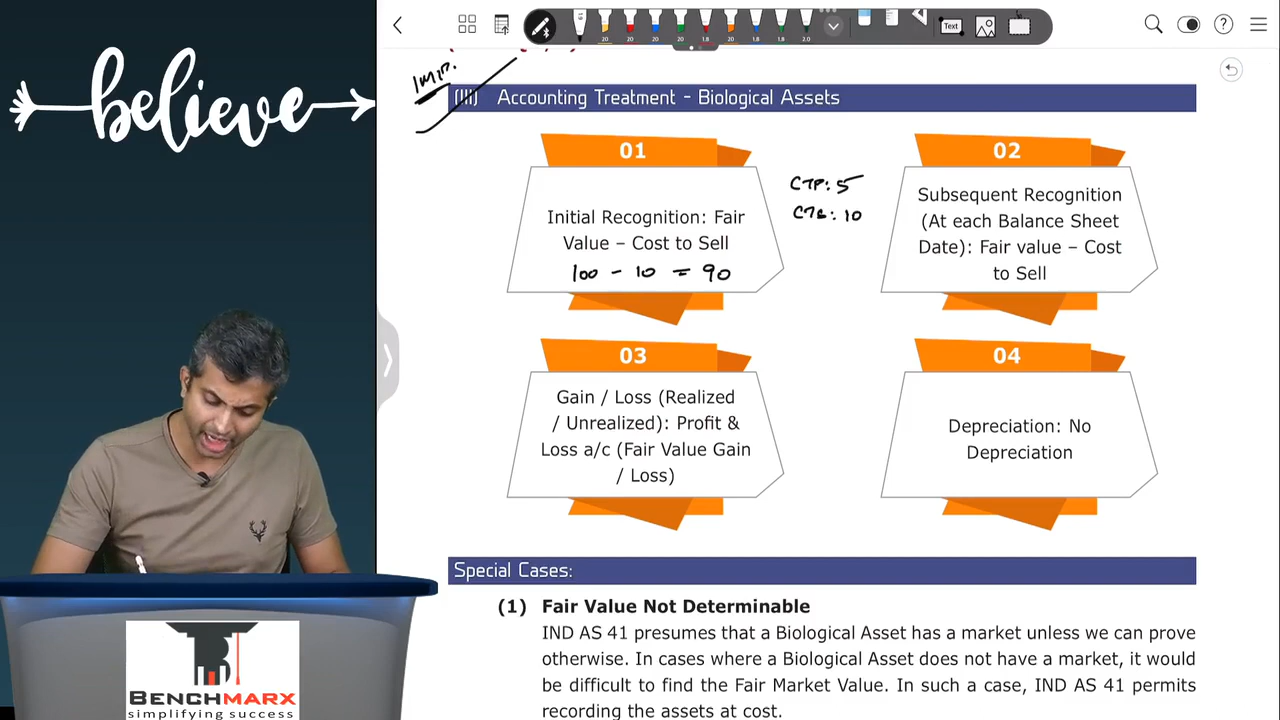 believe
Text
IMP.
(III) Accounting Treatment - Biological Assets
01
Initial Recognition: Fair
Value – Cost to Sell
100 - 10 = 90
CTP: 5
CTS: 10
02
Subsequent Recognition
(At each Balance Sheet
Date): Fair value – Cost
to Sell
03
Gain / Loss (Realized
/ Unrealized): Profit &
Loss a/c (Fair Value Gain
/ Loss)
04
Depreciation: No
Depreciation
Special Cases:
(1) Fair Value Not Determinable
IND AS 41 presumes that a Biological Asset has a market unless we can prove
otherwise. In cases where a Biological Asset does not have a market, it would
be difficult to find the Fair Market Value. In such a case, IND AS 41 permits
recording the assets at cost.
BENCHMARX
simplifying success